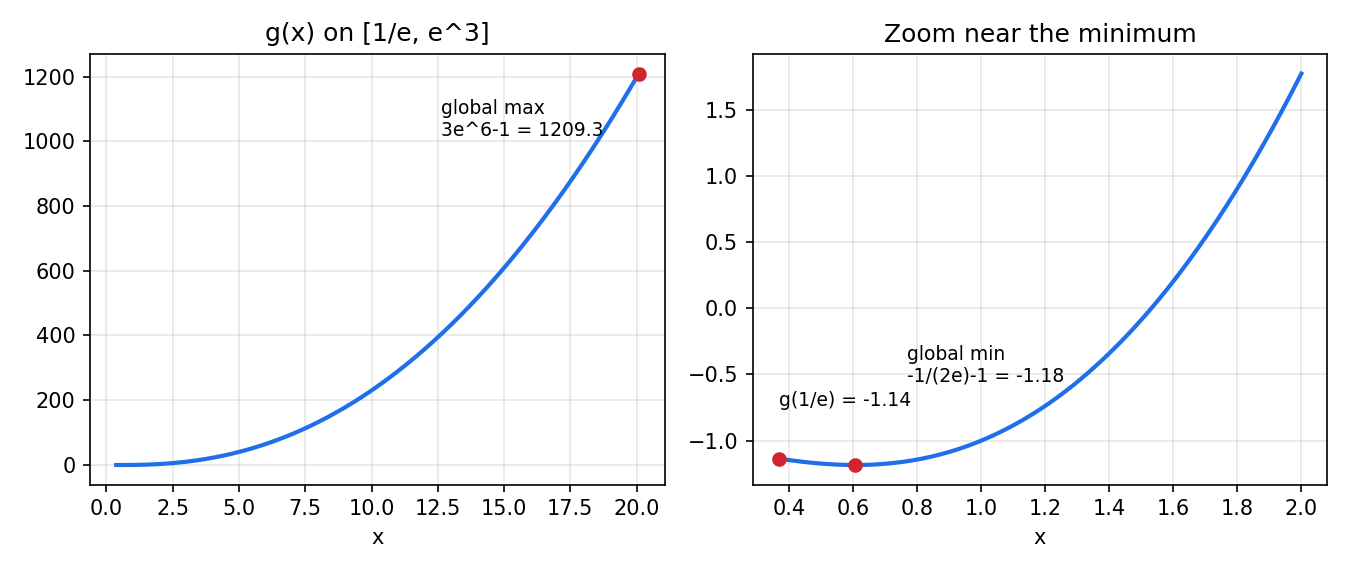 g(x) on [1/e, e^3]
1200
1000
800
600
400
200
0
global max
3e^6-1 = 1209.3
0.0 2.5 5.0 7.5 10.0 12.5 15.0 17.5 20.0
x
Zoom near the minimum
1.5
1.0
0.5
0.0
−0.5
−1.0
global min
-1/(2e)-1 = -1.18
g(1/e) = -1.14
0.4 0.6 0.8 1.0 1.2 1.4 1.6 1.8 2.0
x